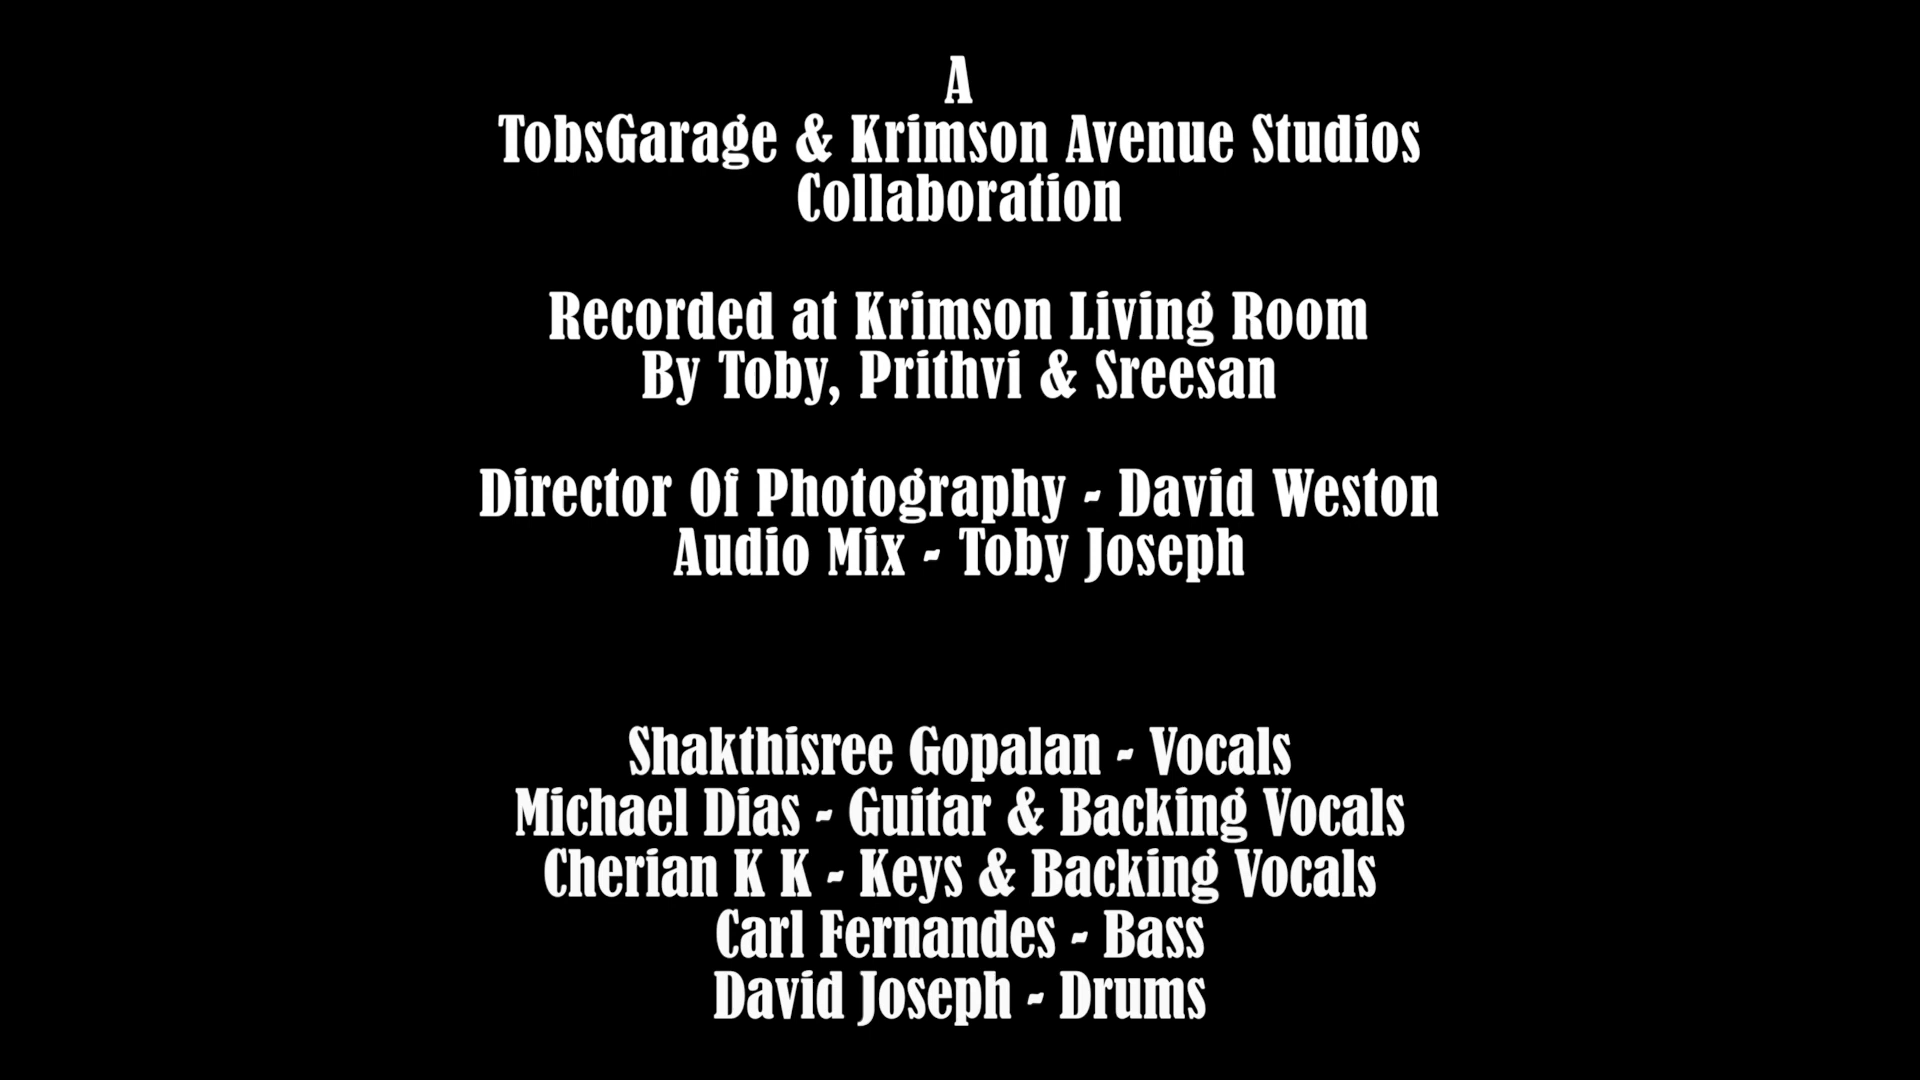 A
TobsGarage & Krimson Avenue Studios
Collaboration
Recorded at Krimson Living Room
By Toby, Prithvi & Sreesan
Director Of Photography - David Weston
Audio Mix - Toby Joseph
Shakthisree Gopalan - Vocals
Michael Dias - Guitar & Backing Vocals
Cherian K K - Keys & Backing Vocals
Carl Fernandes - Bass
David Joseph - Drums